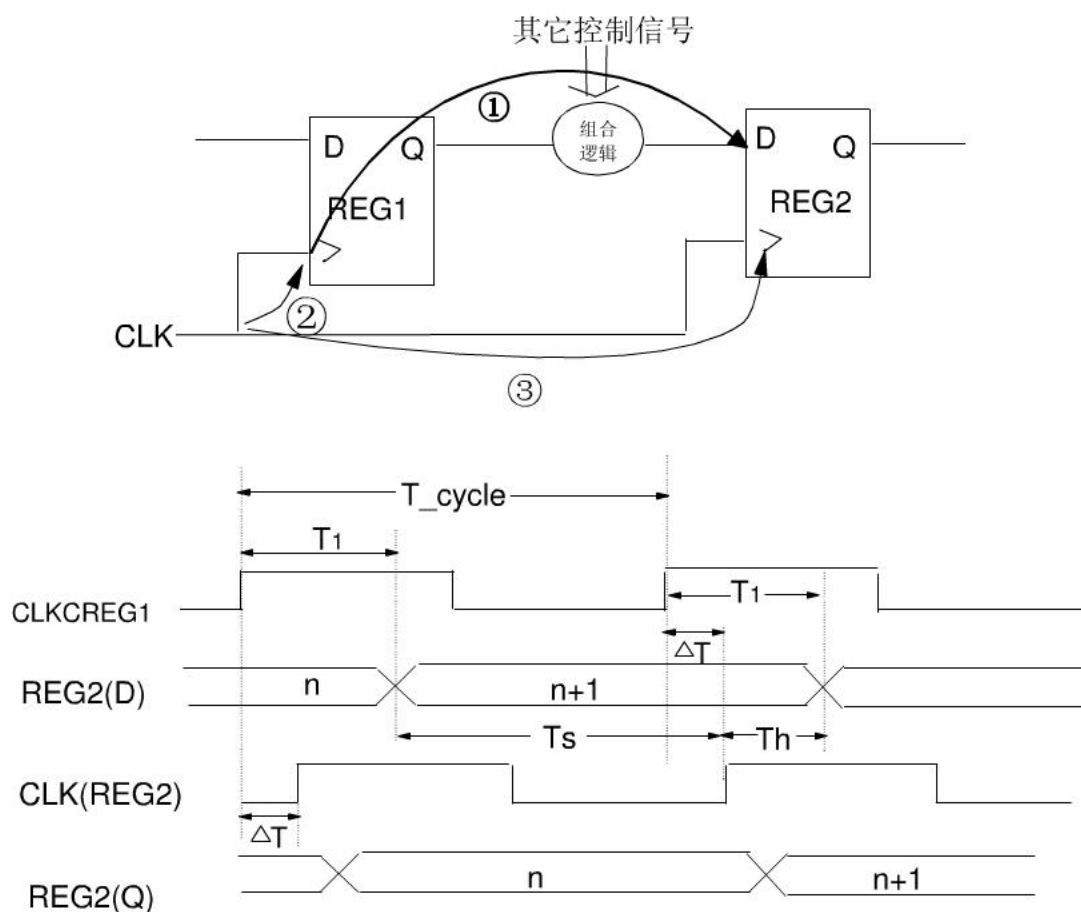 其它控制信号
①
D
Q
组合
逻辑
D
Q
REG1
REG2
②
CLK
③
T_cycle
T1
CLKCREG1
T1
△T
REG2(D)
n
n+1
Ts
Th
CLK(REG2)
△T
REG2(Q)
n
n+1